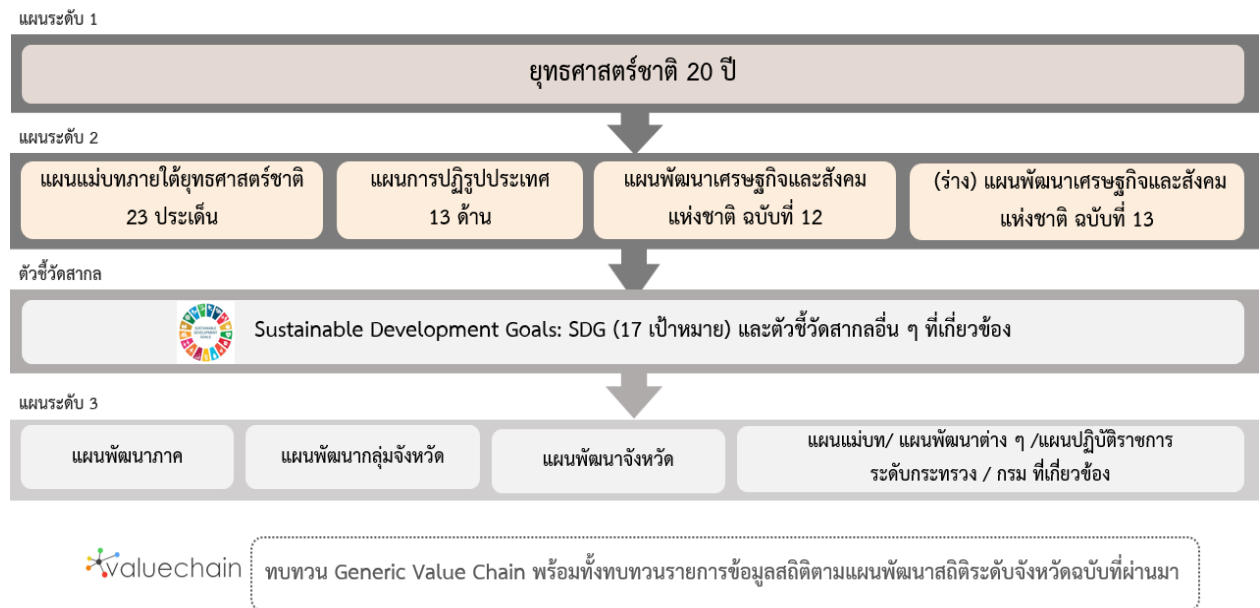 แผนระดับ 1
ยุทธศาสตร์ชาติ 20 ปี
แผนระดับ 2
แผนแม่บทภายใต้ยุทธศาสตร์ชาติ
23 ประเด็น
แผนการปฏิรูปประเทศ
13 ด้าน
แผนพัฒนาเศรษฐกิจและสังคม
แห่งชาติ ฉบับที่ 12
(ร่าง) แผนพัฒนาเศรษฐกิจและสังคม
แห่งชาติ ฉบับที่ 13
ตัวชี้วัดสากล
SUSTAINABLE DEVELOPMENT GOALS
Sustainable Development Goals: SDG (17 เป้าหมาย) และตัวชี้วัดสากลอื่น ๆ ที่เกี่ยวข้อง
แผนระดับ 3
แผนพัฒนาภาค
แผนพัฒนากลุ่มจังหวัด
แผนพัฒนาจังหวัด
แผนแม่บท/ แผนพัฒนาต่าง ๆ /แผนปฏิบัติราชการ
ระดับกระทรวง / กรม ที่เกี่ยวข้อง
valuechain
ทบทวน Generic Value Chain พร้อมทั้งทบทวนรายการข้อมูลสถิติตามแผนพัฒนาสถิติระดับจังหวัดฉบับที่ผ่านมา